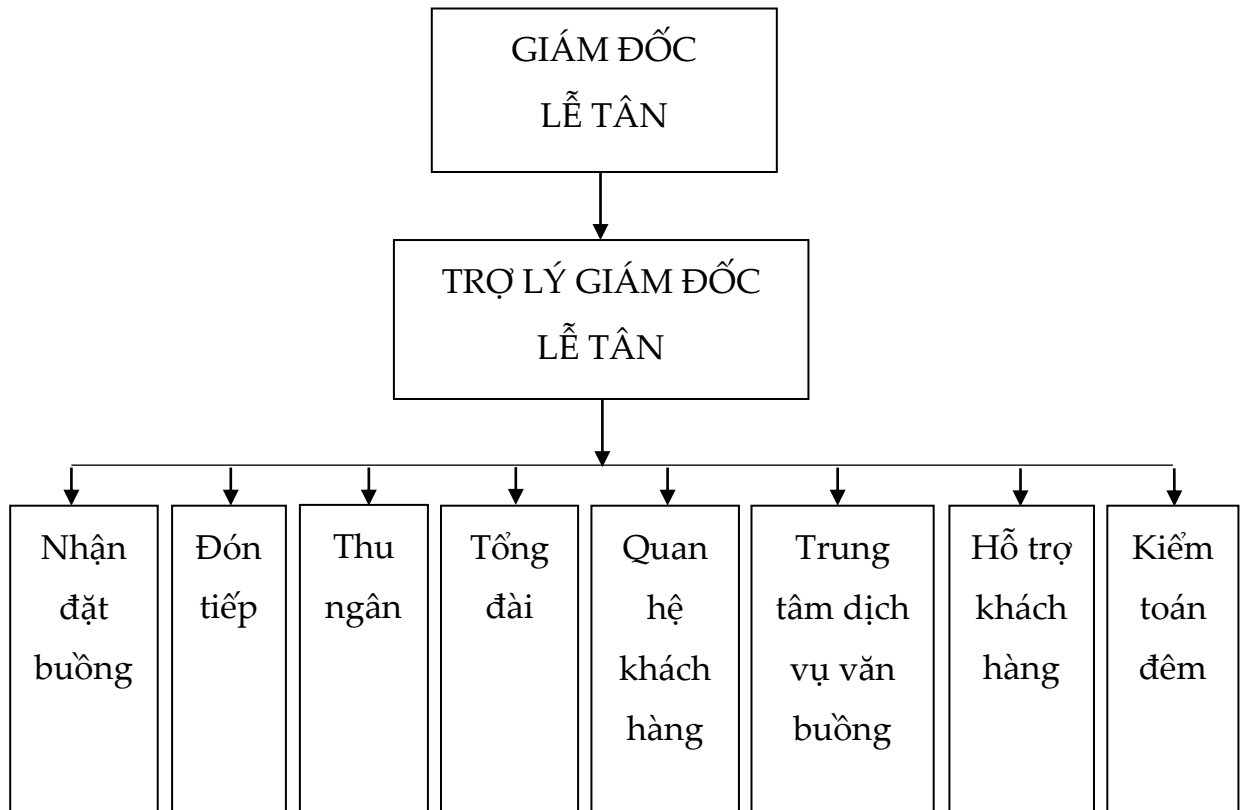 GIÁM ĐỐC
LỄ TÂN
TRỢ LÝ GIÁM ĐỐC
LỄ TÂN
Nhận
đặt
buồng
Đón
tiếp
Thu
ngân
Tổng
đài
Quan
hệ
khách
hàng
Trung
tâm dịch
vụ văn
buồng
Hỗ trợ
khách
hàng
Kiểm
toán
đêm